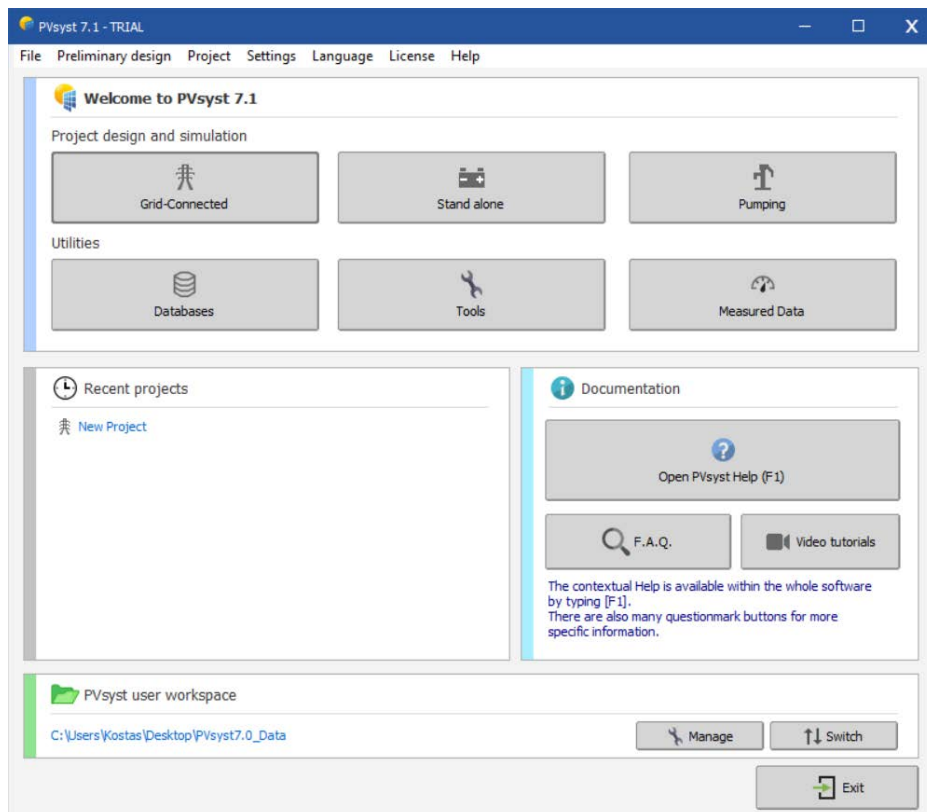 PVsyst 7.1 - TRIAL
File Preliminary design Project Settings Language License Help
Welcome to PVsyst 7.1
Project design and simulation
Grid-Connected
Stand alone
Pumping
Utilities
Databases
Tools
Measured Data
Recent projects
New Project
Documentation
Open PVsyst Help (F1)
F.A.Q.
Video tutorials
The contextual Help is available within the whole software
by typing [F1].
There are also many questionmark buttons for more
specific information.
PVsyst user workspace
C:\Users\Kostas\Desktop\PVsyst7.0_Data
Manage
Switch
Exit